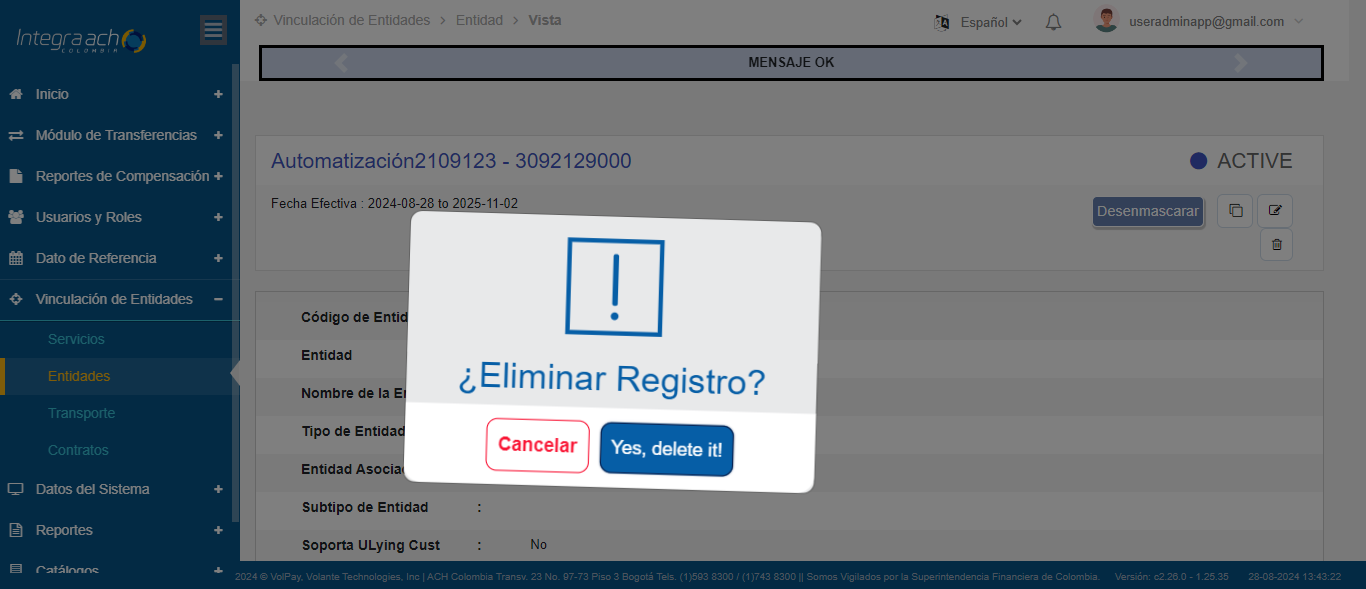 Integra ach
COLOMBIA
Vinculación de Entidades > Entidad > Vista
Español
useradminapp@gmail.com
MENSAJE OK
Inicio +
Módulo de Transferencias +
Reportes de Compensación +
Usuarios y Roles +
Dato de Referencia +
Vinculación de Entidades −
Servicios
Entidades
Transporte
Contratos
Datos del Sistema +
Reportes +
Catálogos +
Automatización2109123 - 3092129000
ACTIVE
Fecha Efectiva : 2024-08-28 to 2025-11-02
Desenmascarar
Código de Entid
Entidad
Nombre de la E
Tipo de Entidad
Entidad Asocia
Subtipo de Entidad :
Soporta ULying Cust : No
!
¿Eliminar Registro?
Cancelar
Yes, delete it!
2024 © VolPay, Volante Technologies, Inc | ACH Colombia Transv. 23 No. 97-73 Piso 3 Bogotá Tels. (1)593 8300 / (1)743 8300 || Somos Vigilados por la Superintendencia Financiera de Colombia. Versión: c2.26.0 - 1.25.35 28-08-2024 13:43:22